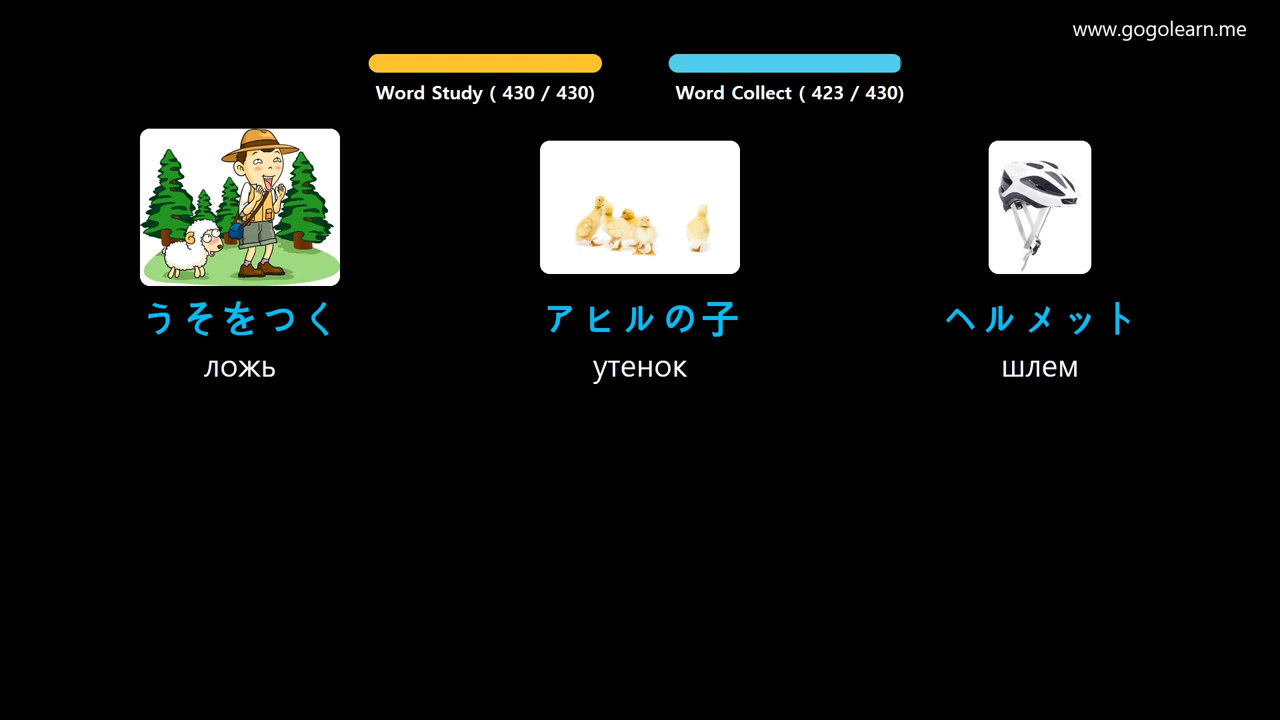 www.gogolearn.me
Word Study ( 430 / 430)
Word Collect ( 423 / 430)
うそをつく
アヒルの子
ヘルメット
ложь
утенок
шлем